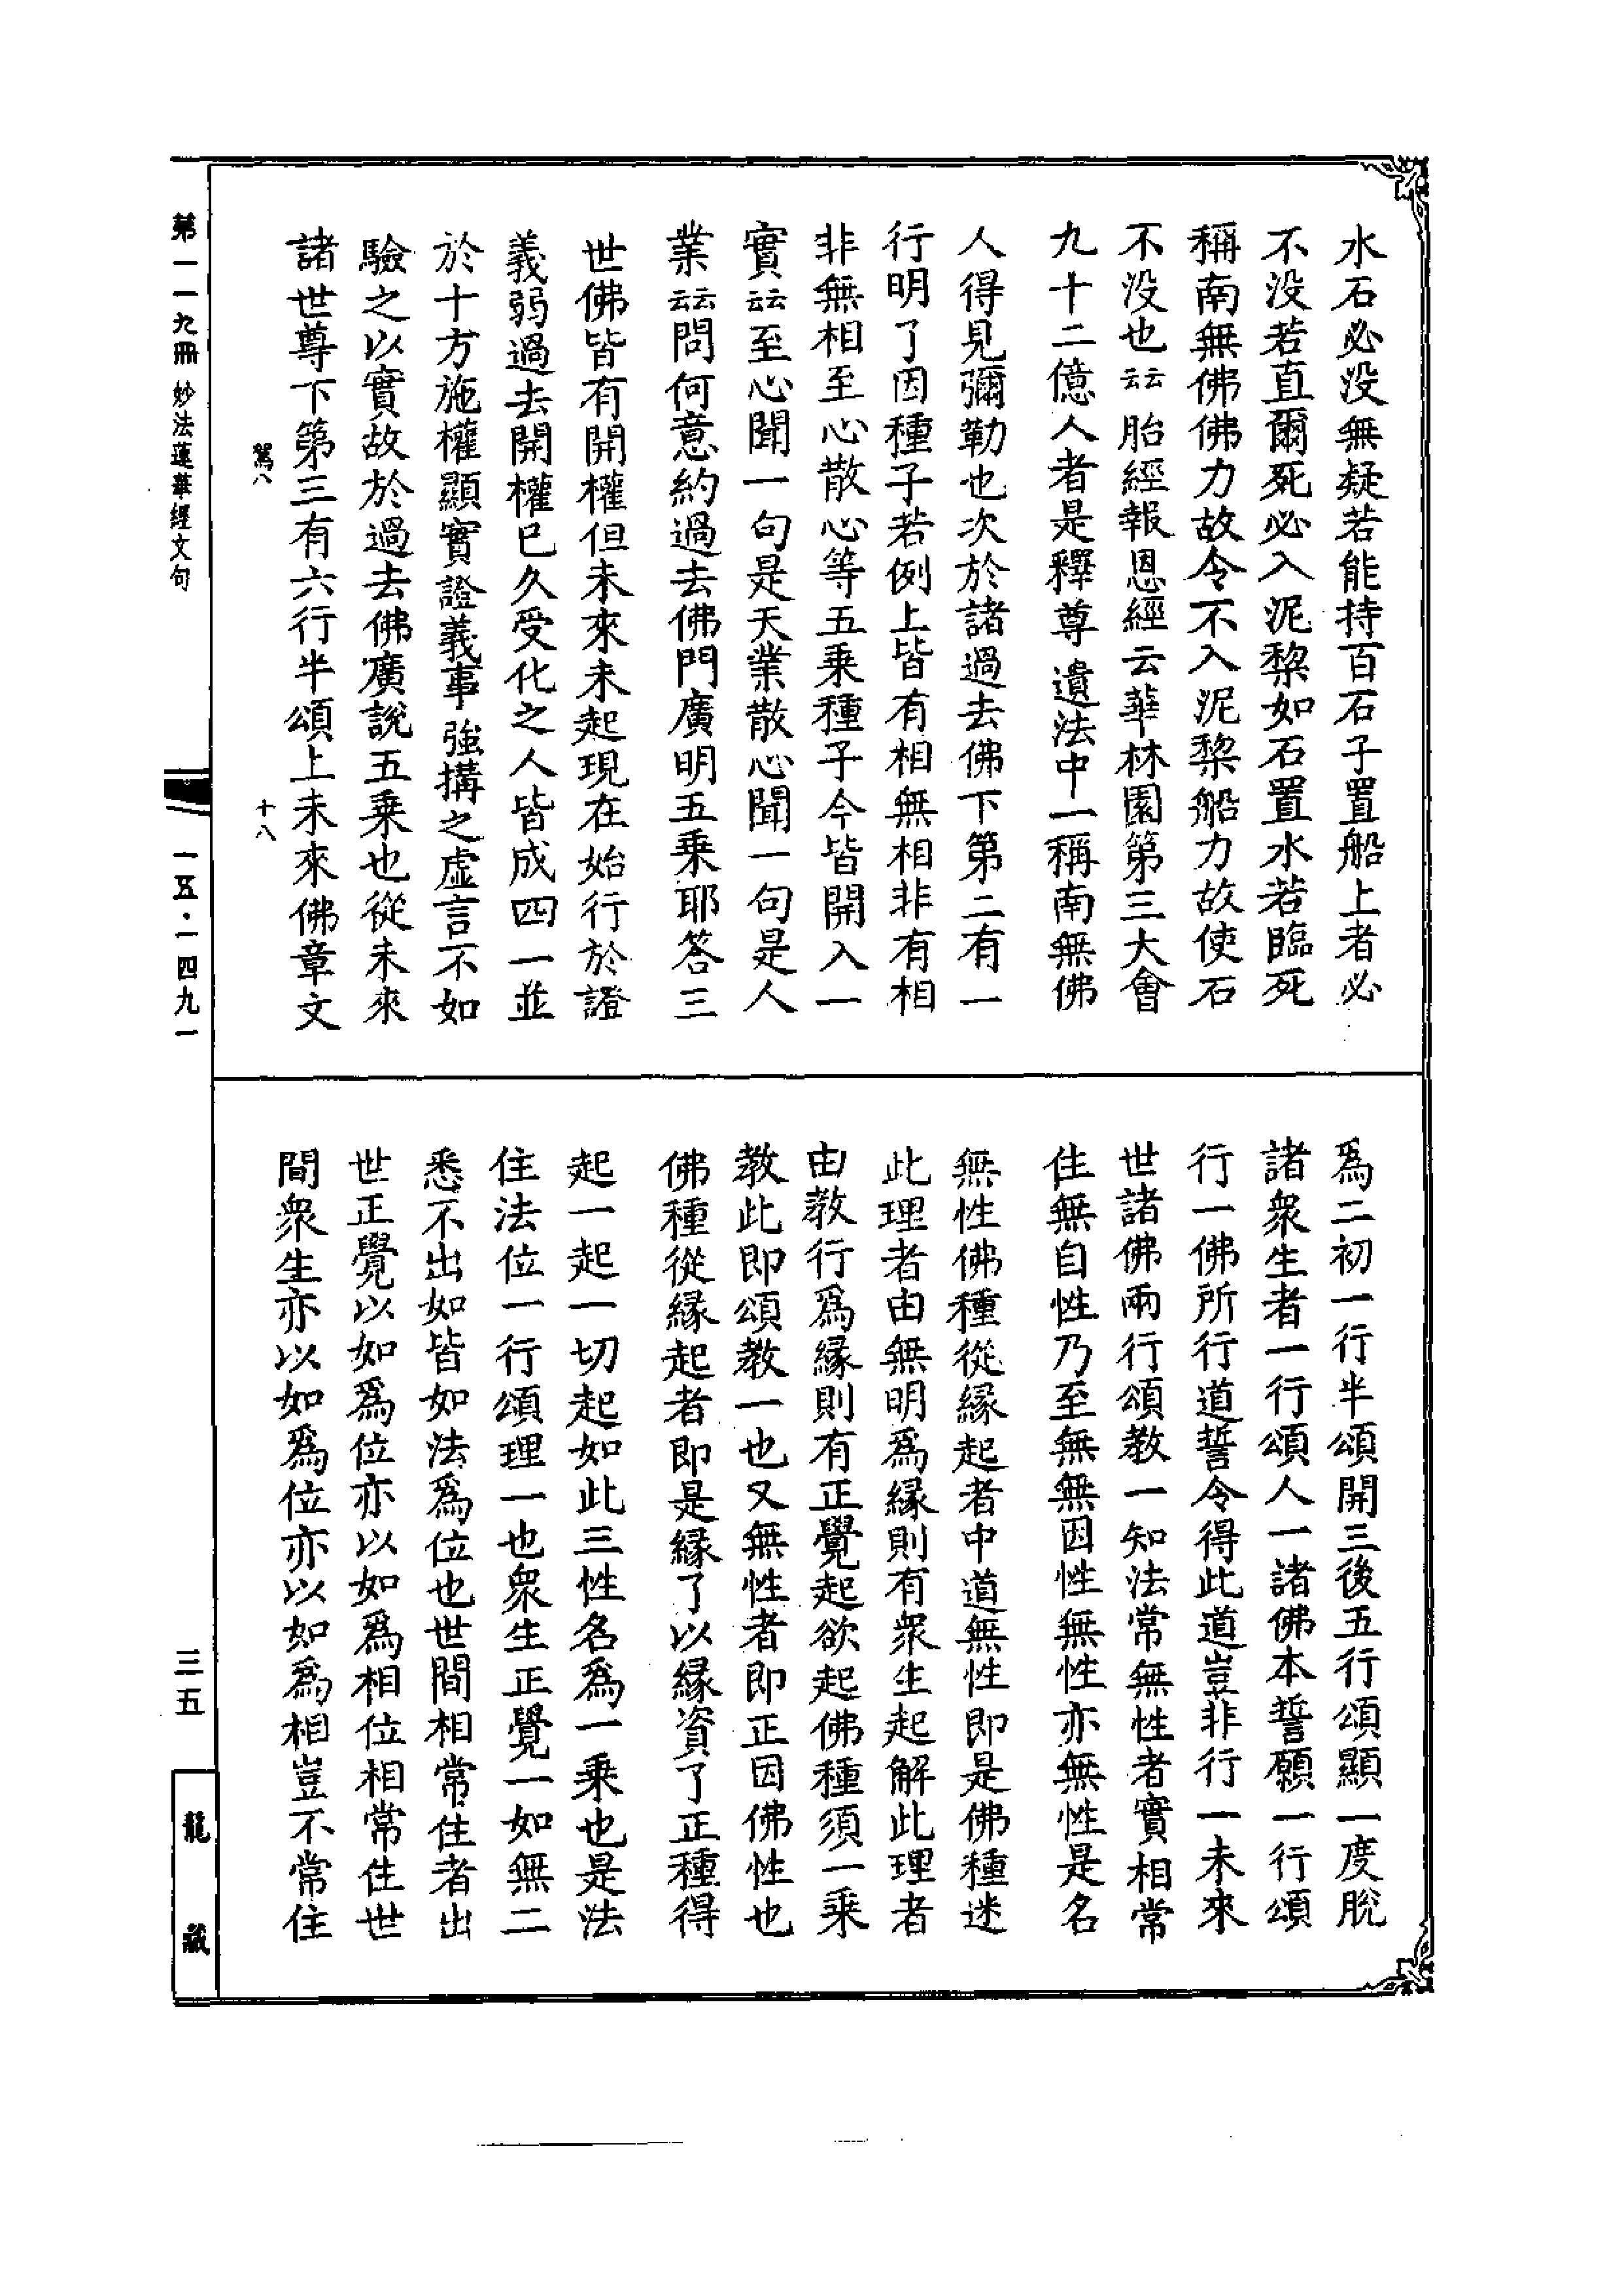 水石必没無疑若能持百石子置船上者必
不没若直爾死必入泥犂如石置水若臨死
稱南無佛佛力故令不入泥犂船力故使石
不没也云云胎經報恩經云華林園第三大會
九十二億人者是釋尊遺法中一稱南無佛
人得見彌勒也次於諸過去佛下第二有一
行明了因種子若例上皆有相無相非有相
非無相至心散心等五乘種子今皆開入一
實云云至心聞一句是天業散心聞一句是人
業云云問何意約過去佛門廣明五乘耶答三
世佛皆有開權但未來未起現在始行於證
義弱過去開權已久受化之人皆成四一並
於十方施權顯實證義事強搆之虛言不如
驗之以實故於過去佛廣說五乘也從未來
諸世尊下第三有六行半頌上未來佛章文
爲二初一行半頌開三後五行頌顯一度脫
諸衆生者一行頌人一諸佛本誓願一行頌
行一佛所行道誓令得此道豈非行一未來
世諸佛兩行頌教一知法常無性者實相常
住無自性乃至無無因性無性亦無性是名
無性佛種從緣起者中道無性即是佛種迷
此理者由無明爲緣則有衆生起解此理者
由教行爲緣則有正覺起欲起佛種須一乘
教此即頌教一也又無性者即正因佛性也
佛種從緣起者即是緣了以緣資了正種得
起一起一切起如此三性名爲一乘也是法
住法位一行頌理一也衆生正覺一如無二
悉不出如皆如法爲位也世間相常住者出
世正覺以如爲位亦以如爲相位相常住世
間衆生亦以如爲位亦以如爲相豈不常住
駕八
十八
第一一九冊 妙法蓮華經文句
一五·一四九一
三五
龍藏